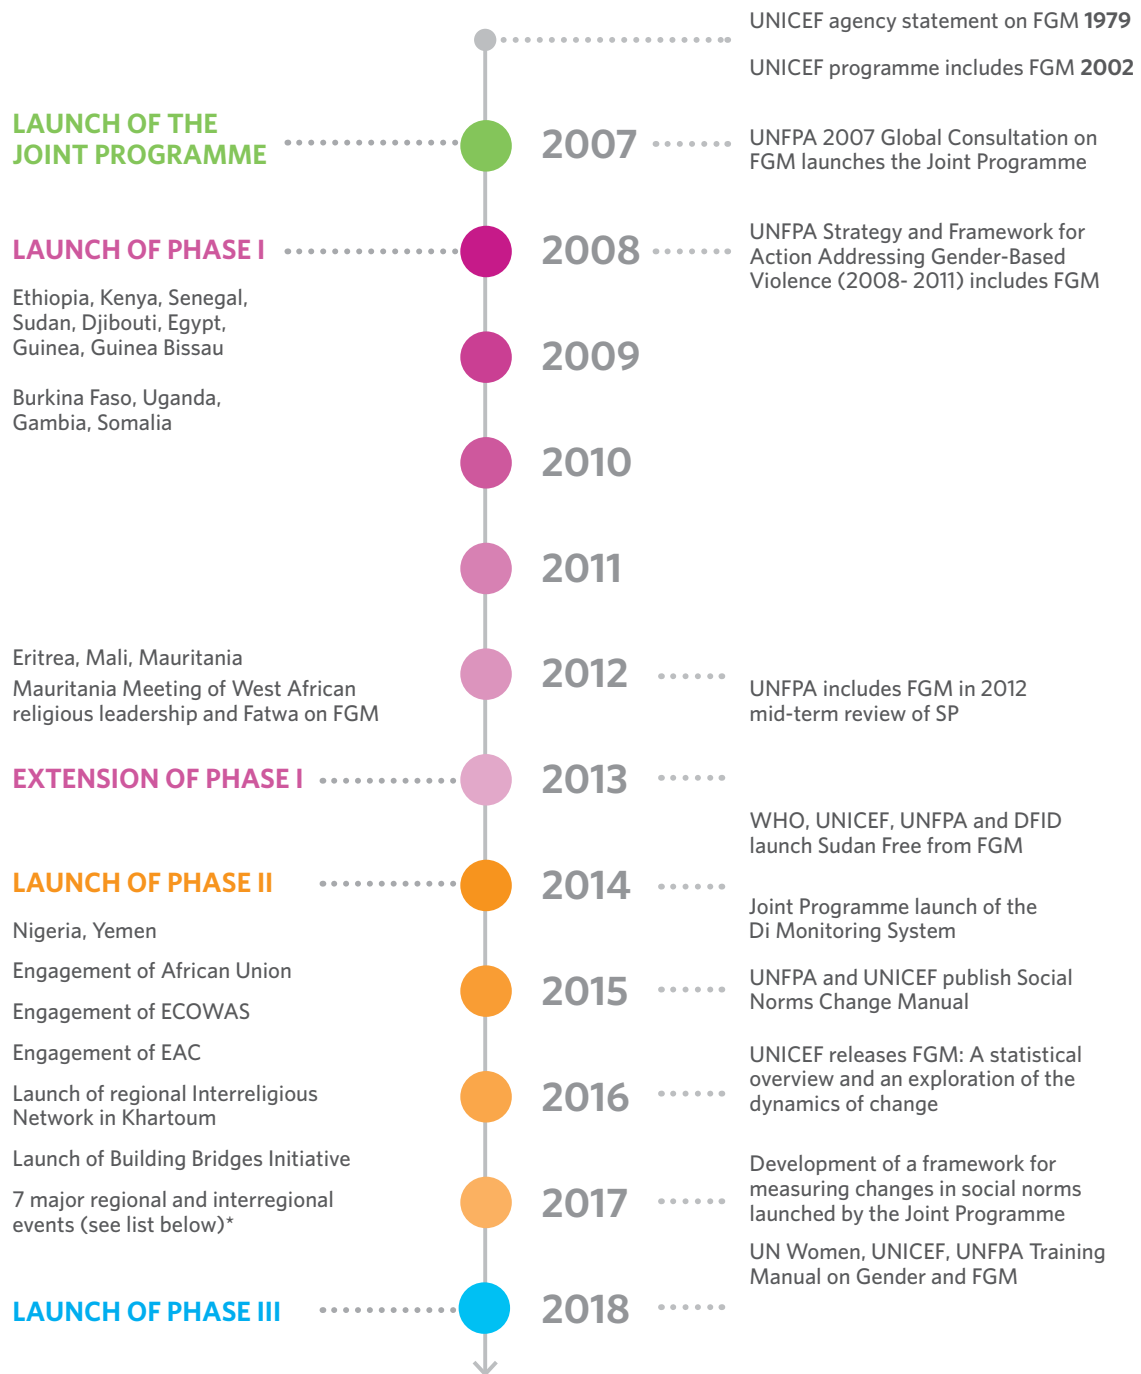 UNICEF agency statement on FGM 1979
UNICEF programme includes FGM 2002
LAUNCH OF THE
JOINT PROGRAMME
2007
UNFPA 2007 Global Consultation on
FGM launches the Joint Programme
LAUNCH OF PHASE I
2008
UNFPA Strategy and Framework for
Action Addressing Gender-Based
Violence (2008- 2011) includes FGM
Ethiopia, Kenya, Senegal,
Sudan, Djibouti, Egypt,
Guinea, Guinea Bissau
2009
Burkina Faso, Uganda,
Gambia, Somalia
2010
2011
Eritrea, Mali, Mauritania
Mauritania Meeting of West African
religious leadership and Fatwa on FGM
2012
UNFPA includes FGM in 2012
mid-term review of SP
EXTENSION OF PHASE I
2013
WHO, UNICEF, UNFPA and DFID
launch Sudan Free from FGM
LAUNCH OF PHASE II
2014
Joint Programme launch of the
Di Monitoring System
Nigeria, Yemen
Engagement of African Union
2015
UNFPA and UNICEF publish Social
Norms Change Manual
Engagement of ECOWAS
Engagement of EAC
Launch of regional Interreligious
Network in Khartoum
2016
UNICEF releases FGM: A statistical
overview and an exploration of the
dynamics of change
Launch of Building Bridges Initiative
7 major regional and interregional
events (see list below)*
2017
Development of a framework for
measuring changes in social norms
launched by the Joint Programme
UN Women, UNICEF, UNFPA Training
Manual on Gender and FGM
LAUNCH OF PHASE III
2018